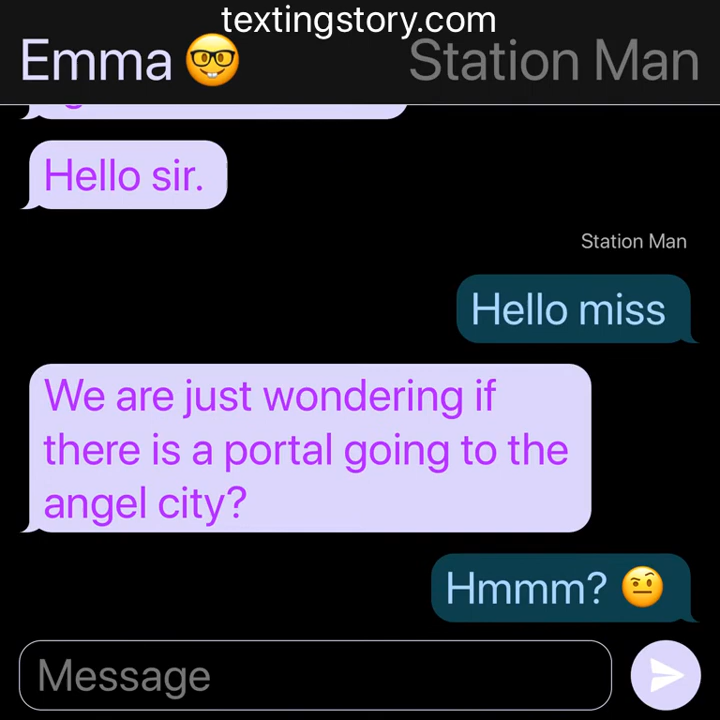 textingstory.com
Emma 🤓 Station Man
Hello sir.
Station Man
Hello miss
We are just wondering if
there is a portal going to the
angel city?
Hmmm? 🤨
Message